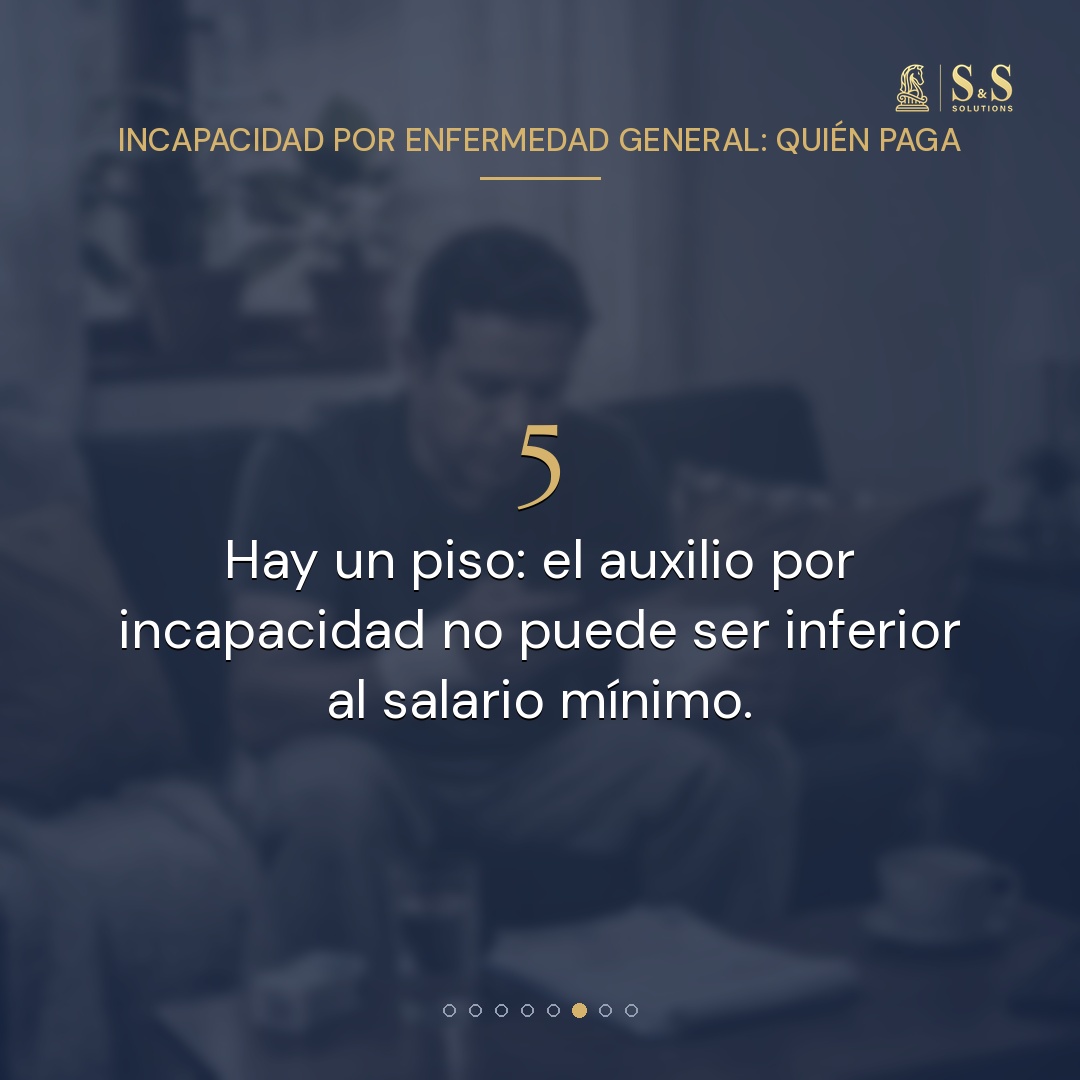 S&S
SOLUTIONS
INCAPACIDAD POR ENFERMEDAD GENERAL: QUIÉN PAGA
5
Hay un piso: el auxilio por
incapacidad no puede ser inferior
al salario mínimo.